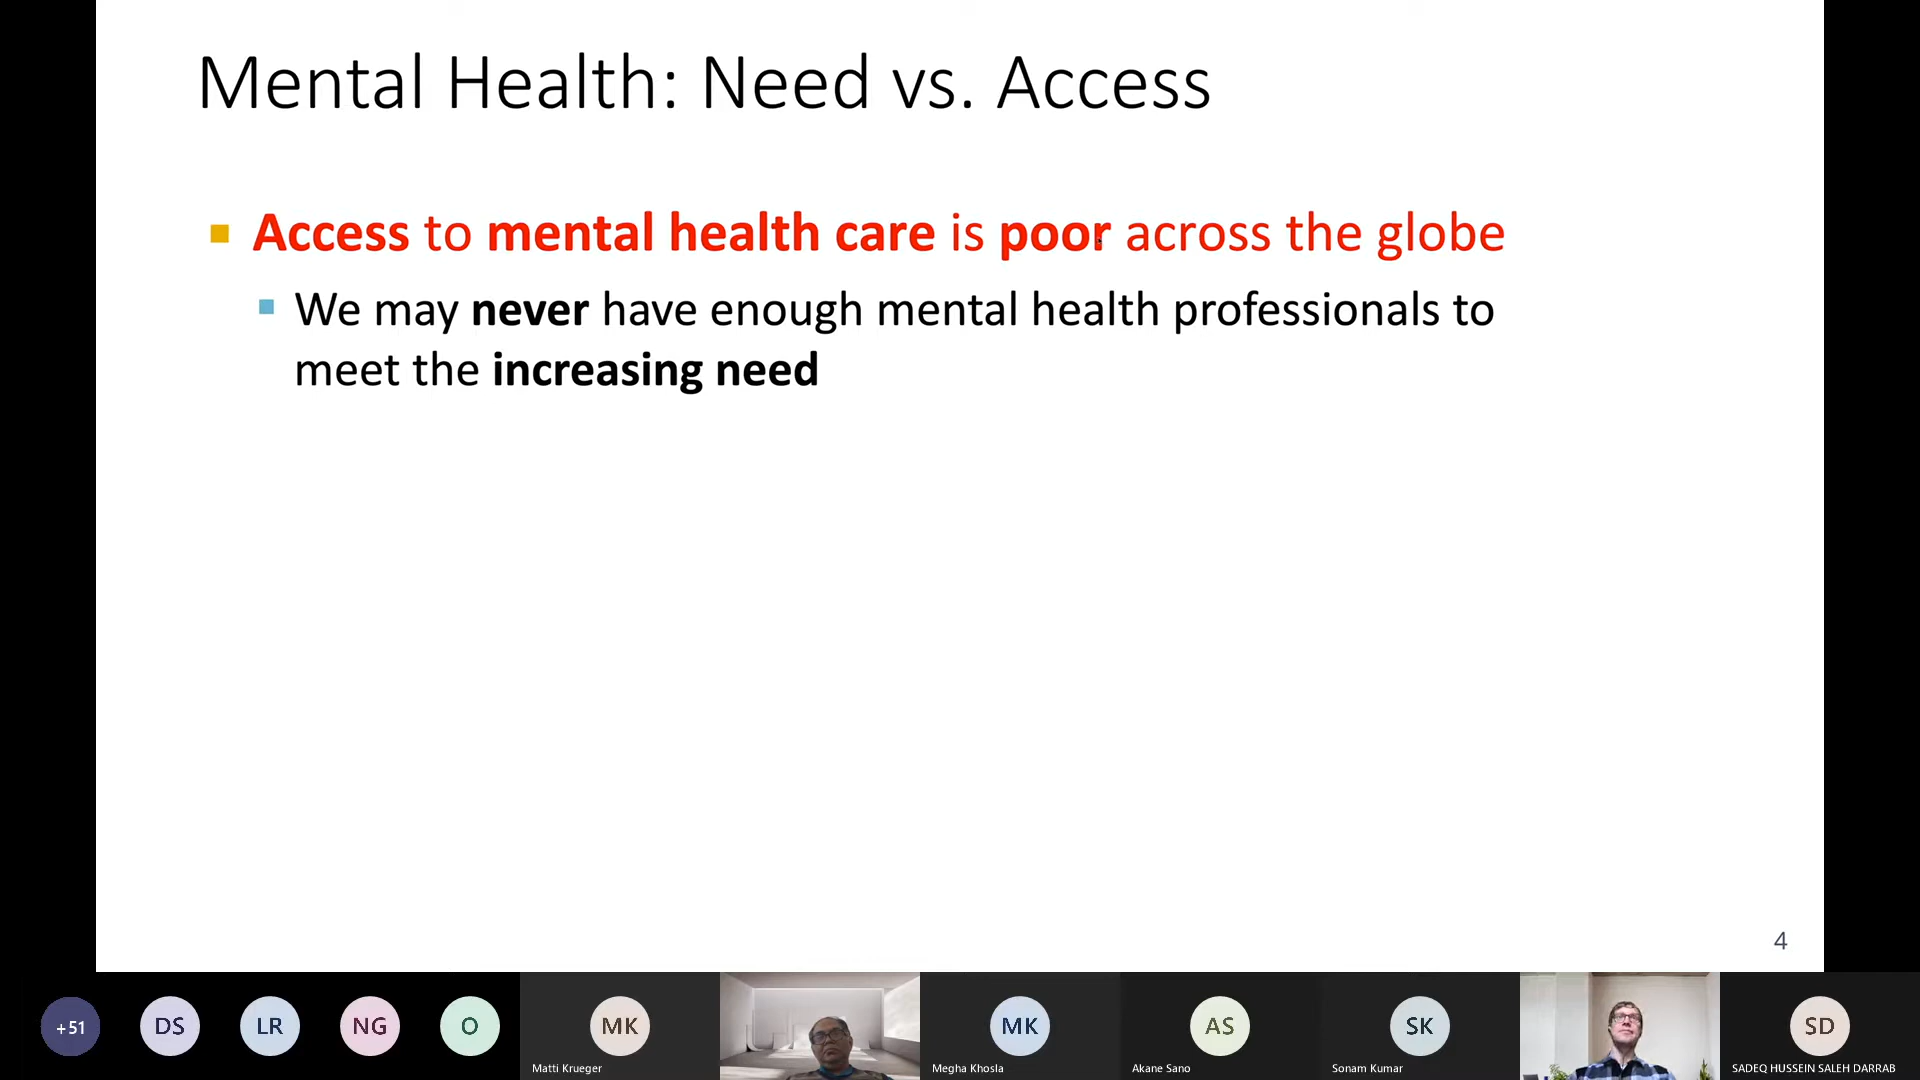 Mental Health: Need vs. Access
Access to mental health care is poor across the globe
We may never have enough mental health professionals to
meet the increasing need
4
+51
DS
LR
NG
O
MK
MK
AS
SK
SD
Matti Krueger
Megha Khosla
Akane Sano
Sonam Kumar
SADEQ HUSSEIN SALEH DARRAB